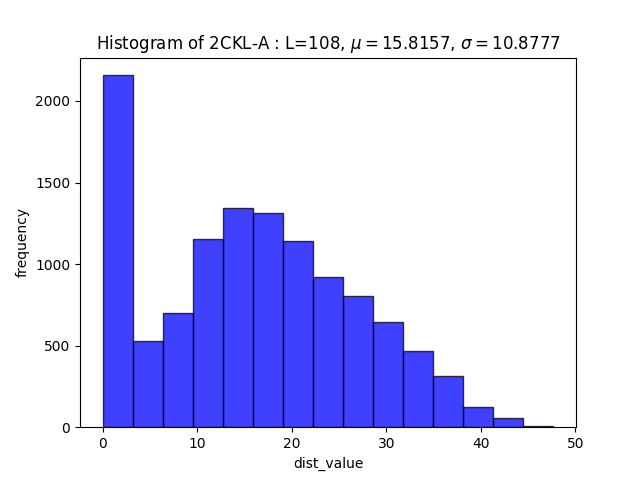 Histogram of 2CKL-A : L=108, μ = 15.8157, σ = 10.8777
2000
1500
1000
500
0
frequency
0 10 20 30 40 50
dist_value